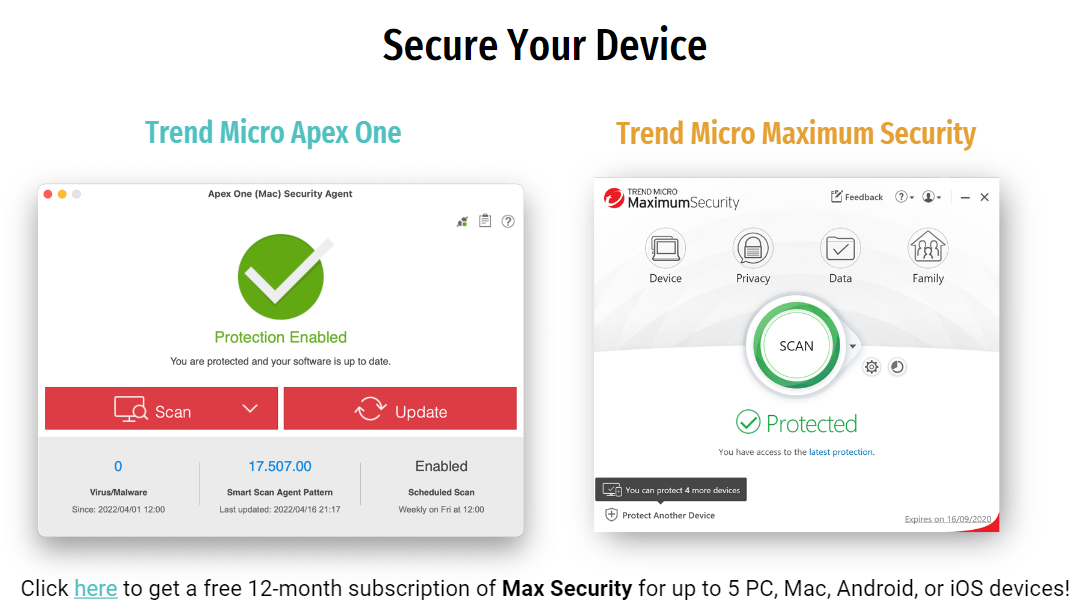 Secure Your Device
Trend Micro Apex One
Apex One (Mac) Security Agent
Protection Enabled
You are protected and your software is up to date.
Scan
Update
0
17.507.00
Enabled
Virus/Malware
Smart Scan Agent Pattern
Scheduled Scan
Since: 2022/04/01 12:00
Last updated: 2022/04/16 21:17
Weekly on Fri at 12:00
Trend Micro Maximum Security
TREND MICRO
MaximumSecurity
Feedback
Device
Privacy
Data
Family
SCAN
Protected
You have access to the latest protection.
You can protect 4 more devices
Protect Another Device
Expires on 16/09/2020
Click here to get a free 12-month subscription of Max Security for up to 5 PC, Mac, Android, or iOS devices!